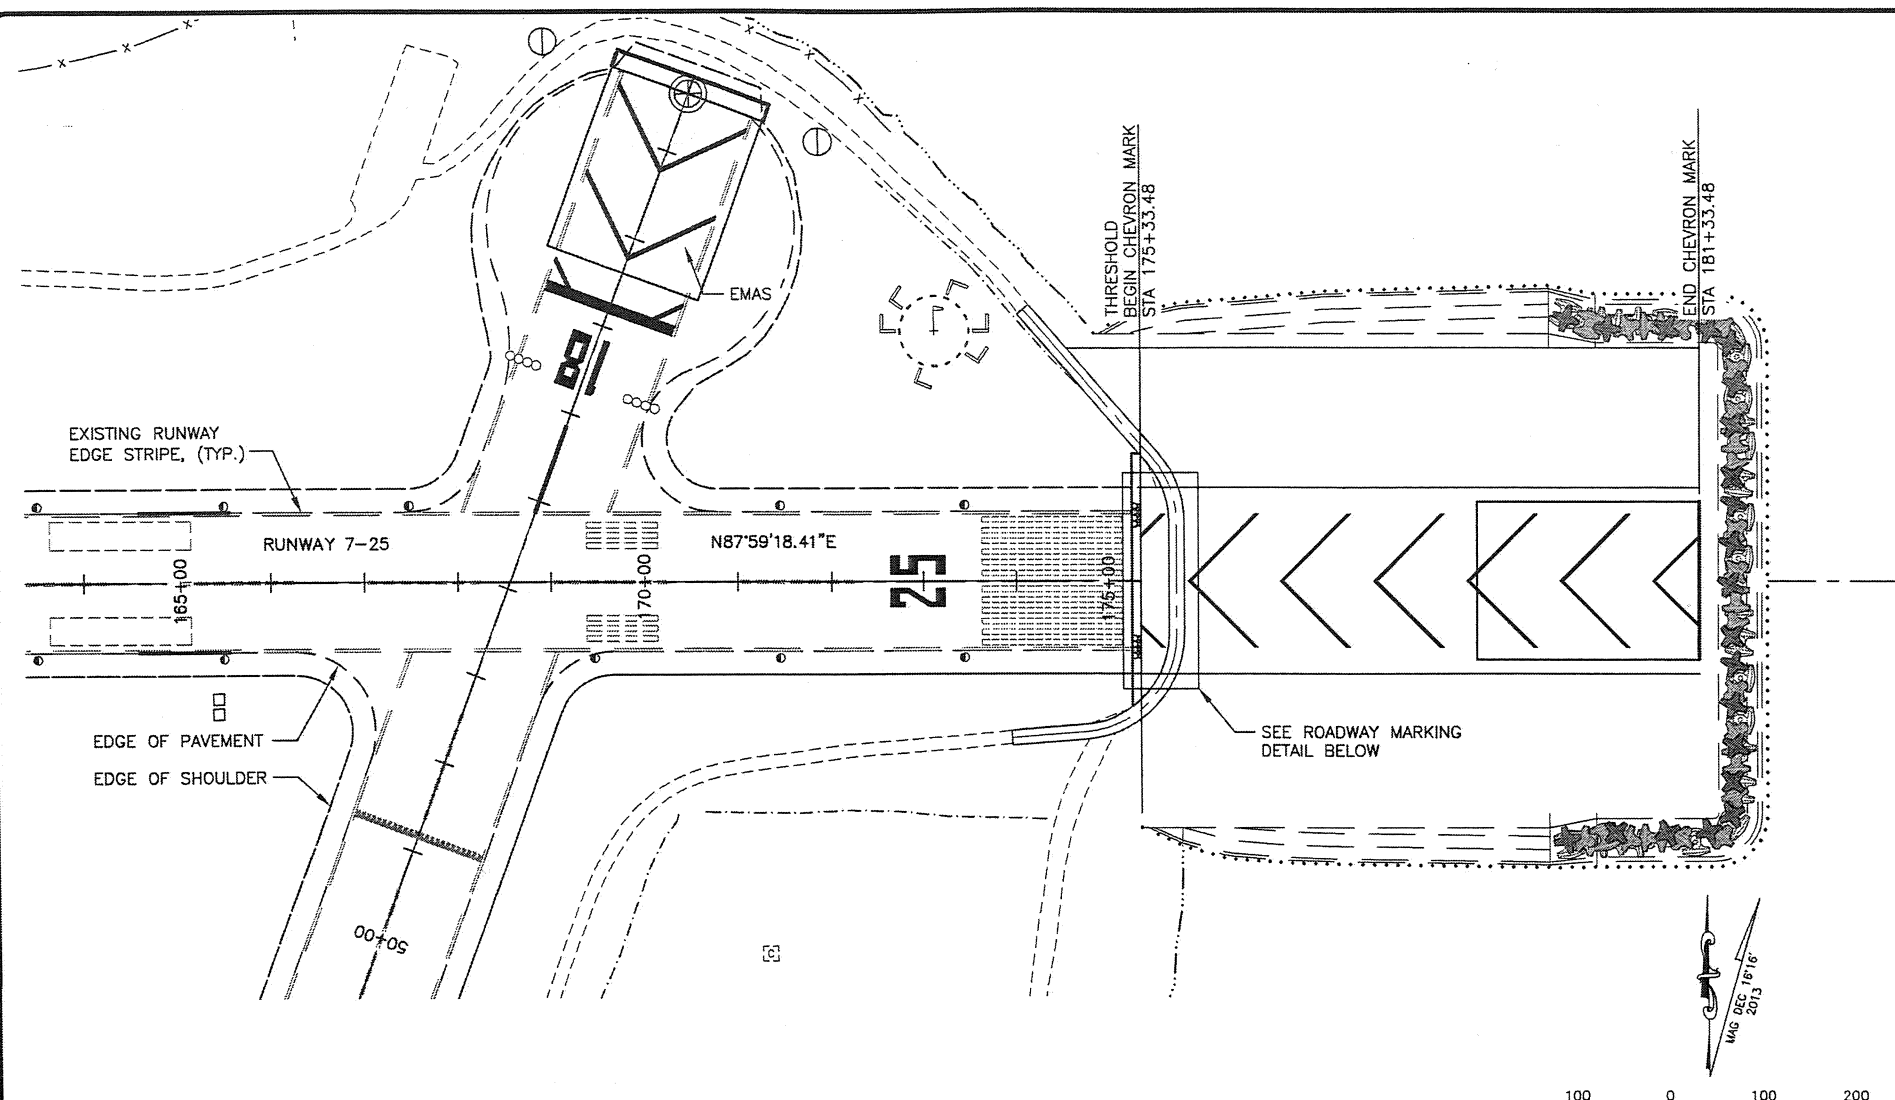 THRESHOLD
BEGIN CHEVRON MARK
STA 175+33.48
END CHEVRON MARK
STA 181+33.48
EMAS
18
EXISTING RUNWAY
EDGE STRIPE, (TYP.)
RUNWAY 7-25
N87°59'18.41"E
165+00
170+00
25
175+00
EDGE OF PAVEMENT
EDGE OF SHOULDER
SEE ROADWAY MARKING
DETAIL BELOW
50+00
C
MAG DEC 16°16'
2013
100 0 100 200